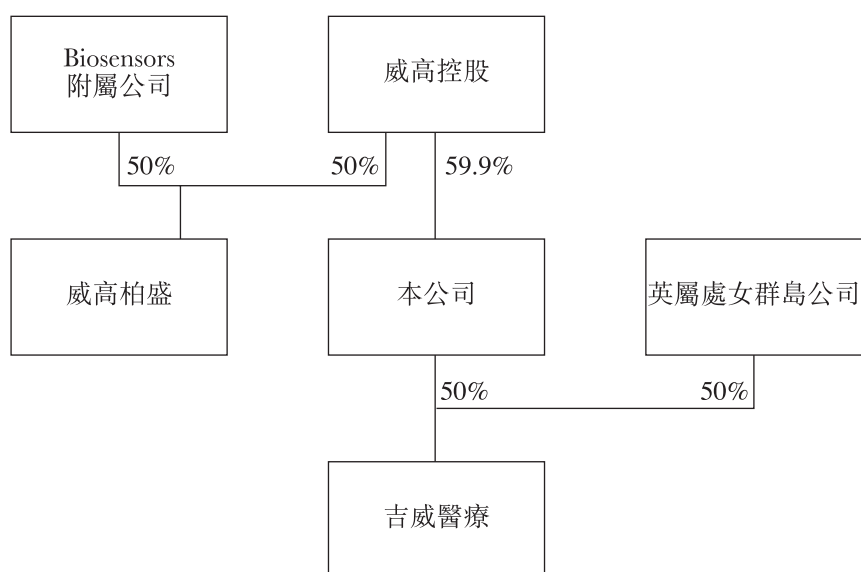 Biosensors
附屬公司
威高控股
50%
50%
59.9%
威高柏盛
本公司
英屬處女群島公司
50%
50%
吉威醫療